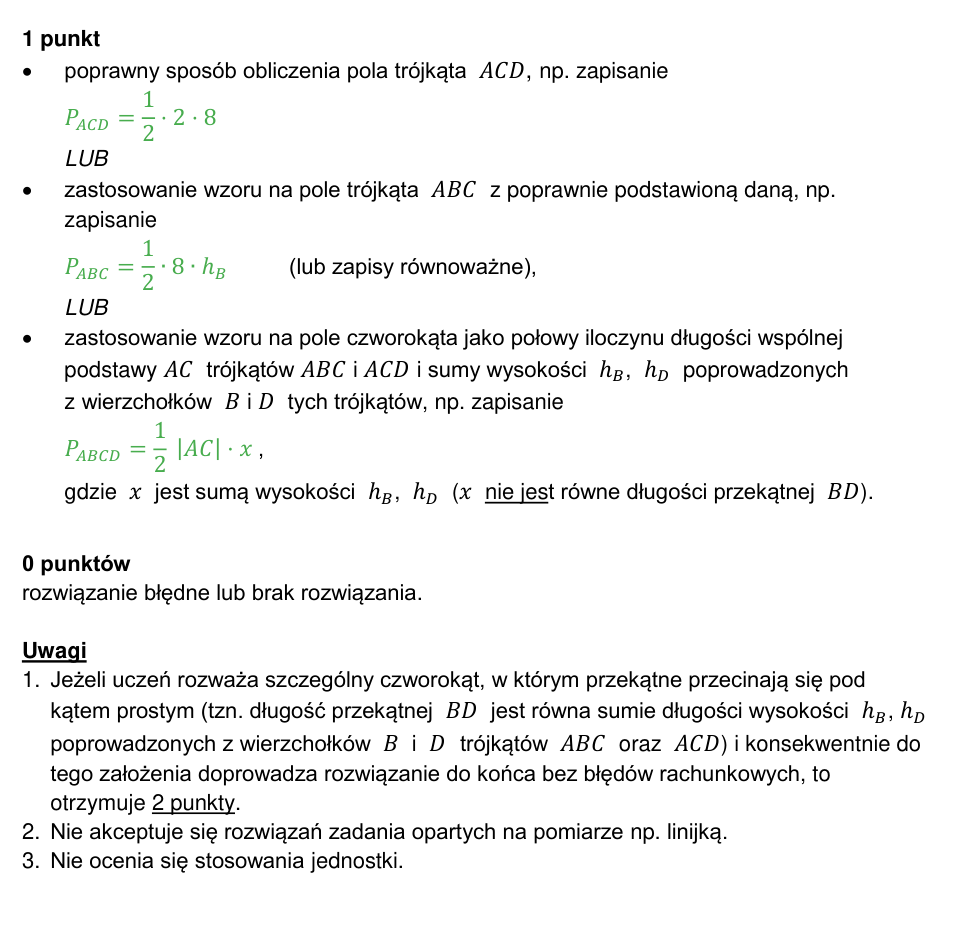 1 punkt
• poprawny sposób obliczenia pola trójkąta ACD, np. zapisanie
P_ACD = 1/2 · 2 · 8
LUB
• zastosowanie wzoru na pole trójkąta ABC z poprawnie podstawioną daną, np.
zapisanie
P_ABC = 1/2 · 8 · h_B (lub zapisy równoważne),
LUB
• zastosowanie wzoru na pole czworokąta jako połowy iloczynu długości wspólnej
podstawy AC trójkątów ABC i ACD i sumy wysokości h_B, h_D poprowadzonych
z wierzchołków B i D tych trójkątów, np. zapisanie
P_ABCD = 1/2 |AC| · x ,
gdzie x jest sumą wysokości h_B, h_D (x nie jest równe długości przekątnej BD).
0 punktów
rozwiązanie błędne lub brak rozwiązania.
Uwagi
1. Jeżeli uczeń rozważa szczególny czworokąt, w którym przekątne przecinają się pod
kątem prostym (tzn. długość przekątnej BD jest równa sumie długości wysokości h_B, h_D
poprowadzonych z wierzchołków B i D trójkątów ABC oraz ACD) i konsekwentnie do
tego założenia doprowadza rozwiązanie do końca bez błędów rachunkowych, to
otrzymuje 2 punkty.
2. Nie akceptuje się rozwiązań zadania opartych na pomiarze np. linijką.
3. Nie ocenia się stosowania jednostki.